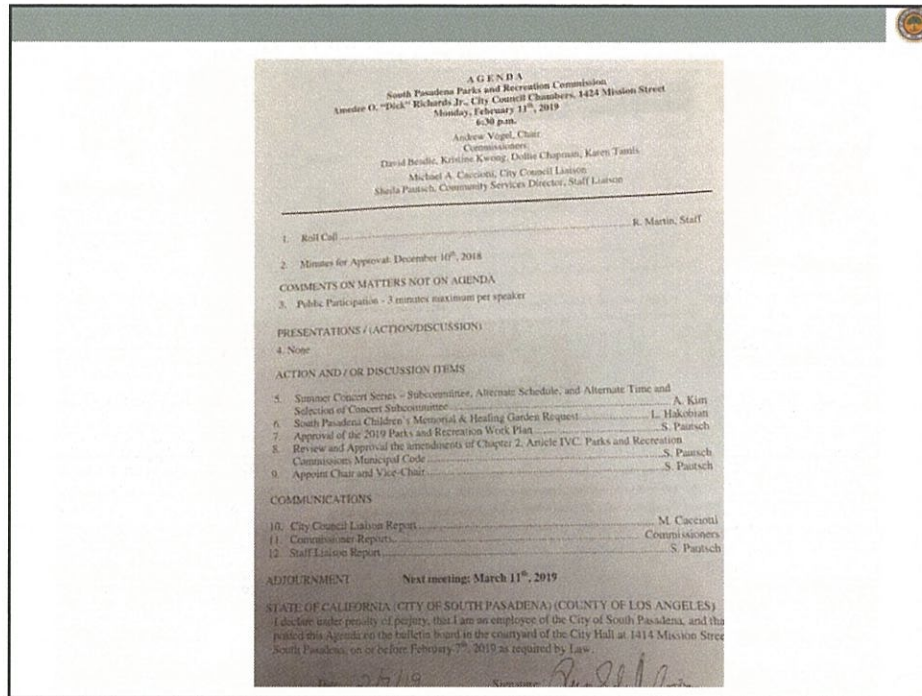 AGENDA
South Pasadena Parks and Recreation Commission
Amedee O. "Dick" Richards Jr., City Council Chambers, 1424 Mission Street
Monday, February 11th, 2019
6:30 p.m.
Andrew Vogel, Chair
Commissioners
David Beadle, Kristine Kwong, Dollie Chapman, Karen Tamis
Michael A. Cacciotti, City Council Liaison
Sheila Pautsch, Community Services Director, Staff Liaison
1. Roll Call R. Martin, Staff
2. Minutes for Approval: December 10th, 2018
COMMENTS ON MATTERS NOT ON AGENDA
3. Public Participation - 3 minutes maximum per speaker
PRESENTATIONS / (ACTION/DISCUSSION)
4. None
ACTION AND / OR DISCUSSION ITEMS
5. Summer Concert Series – Subcommittee, Alternate Schedule, and Alternate Time and
Selection of Concert Subcommittee A. Kim
6. South Pasadena Children's Memorial & Healing Garden Request L. Hakobian
7. Approval of the 2019 Parks and Recreation Work Plan S. Pautsch
8. Review and Approval the amendments of Chapter 2, Article IVC, Parks and Recreation
Commissions Municipal Code S. Pautsch
9. Appoint Chair and Vice-Chair S. Pautsch
COMMUNICATIONS
10. City Council Liaison Report M. Cacciotti
11. Commissioner Reports Commissioners
12. Staff Liaison Report S. Pautsch
ADJOURNMENT Next meeting: March 11th, 2019
STATE OF CALIFORNIA (CITY OF SOUTH PASADENA) (COUNTY OF LOS ANGELES)
I declare under penalty of perjury, that I am an employee of the City of South Pasadena, and tha
posted this Agenda on the bulletin board in the courtyard of the City Hall at 1414 Mission Stree
South Pasadena, on or before February 7th, 2019 as required by Law.
Date: 2/7/19 Signature: